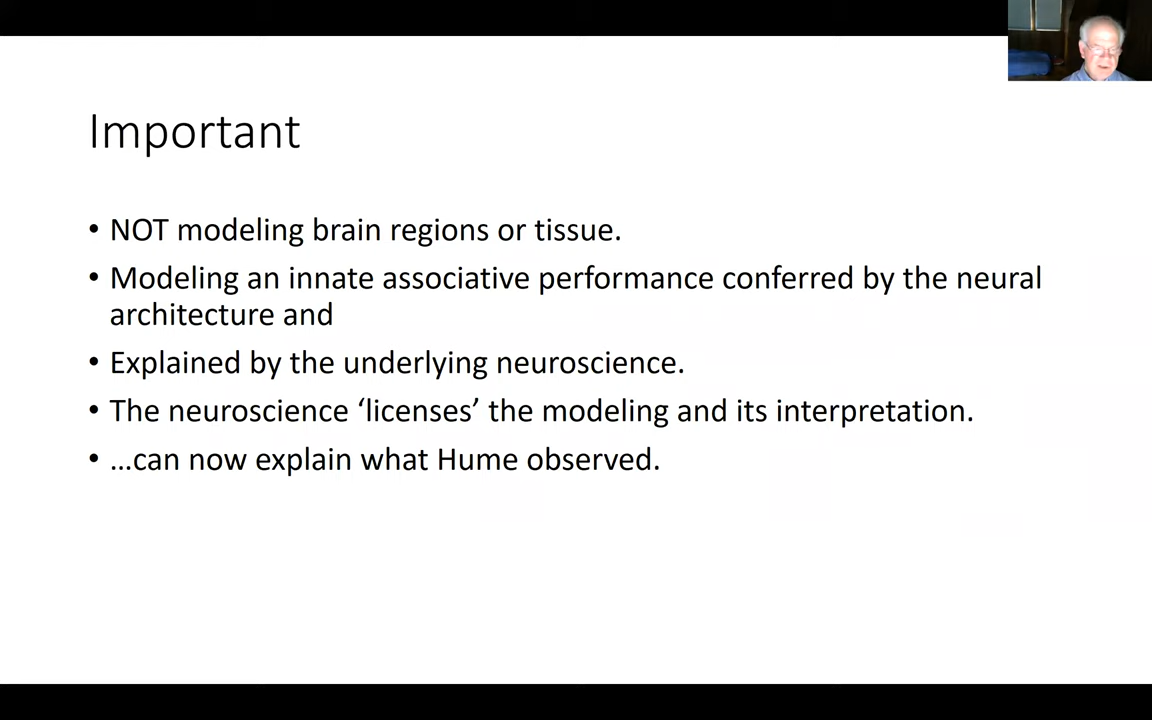 Important
• NOT modeling brain regions or tissue.
• Modeling an innate associative performance conferred by the neural
architecture and
• Explained by the underlying neuroscience.
• The neuroscience ‘licenses’ the modeling and its interpretation.
• …can now explain what Hume observed.